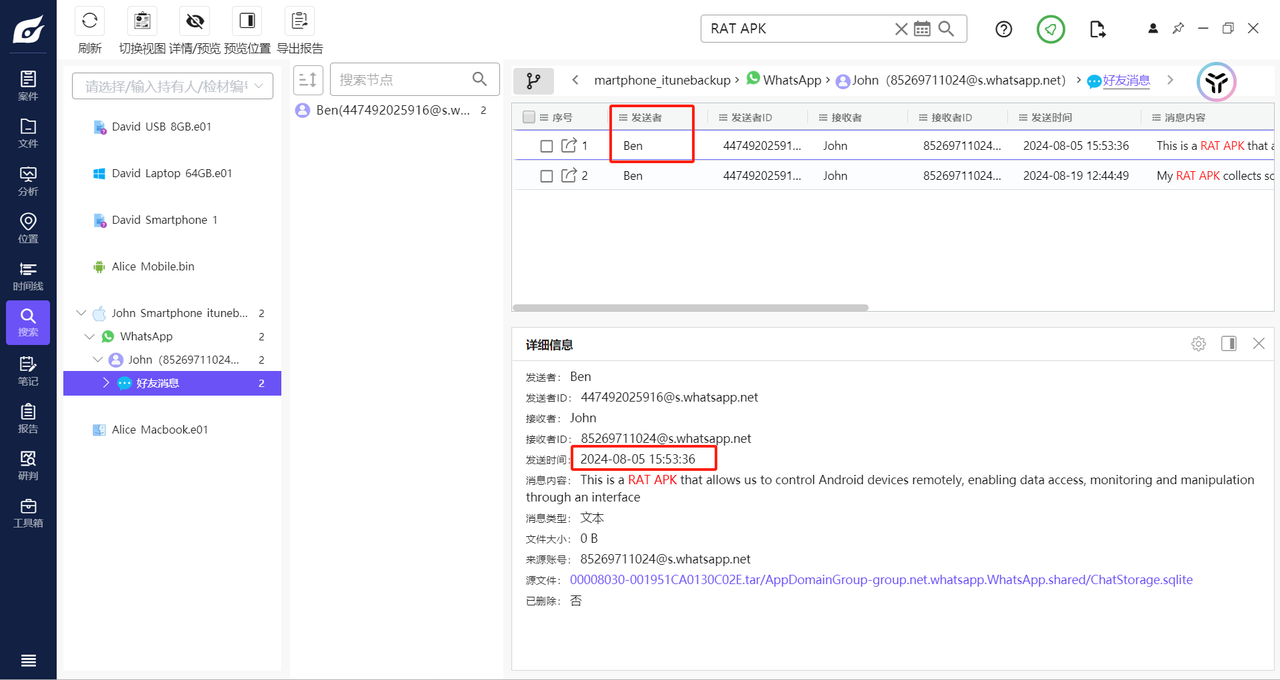 RAT APK
刷新 切换视图 详情/预览 预览位置 导出报告
案件
文件
分析
位置
时间线
搜索
笔记
报告
研判
工具箱
请选择/输入持有人/检材编号
David USB 8GB.e01
David Laptop 64GB.e01
David Smartphone 1
Alice Mobile.bin
John Smartphone ituneb... 2
WhatsApp 2
John (85269711024... 2
好友消息 2
Alice Macbook.e01
搜索节点
Ben(447492025916@s.w... 2
martphone_itunebackup › WhatsApp › John (85269711024@s.whatsapp.net) › 好友消息
序号 发送者 发送者ID 接收者 接收者ID 发送时间 消息内容
1 Ben 44749202591... John 85269711024... 2024-08-05 15:53:36 This is a RAT APK that a
2 Ben 44749202591... John 85269711024... 2024-08-19 12:44:49 My RAT APK collects sc
详细信息
发送者: Ben
发送者ID: 447492025916@s.whatsapp.net
接收者: John
接收者ID: 85269711024@s.whatsapp.net
发送时间: 2024-08-05 15:53:36
消息内容: This is a RAT APK that allows us to control Android devices remotely, enabling data access, monitoring and manipulation
through an interface
消息类型: 文本
文件大小: 0 B
来源账号: 85269711024@s.whatsapp.net
源文件: 00008030-001951CA0130C02E.tar/AppDomainGroup-group.net.whatsapp.WhatsApp.shared/ChatStorage.sqlite
已删除: 否